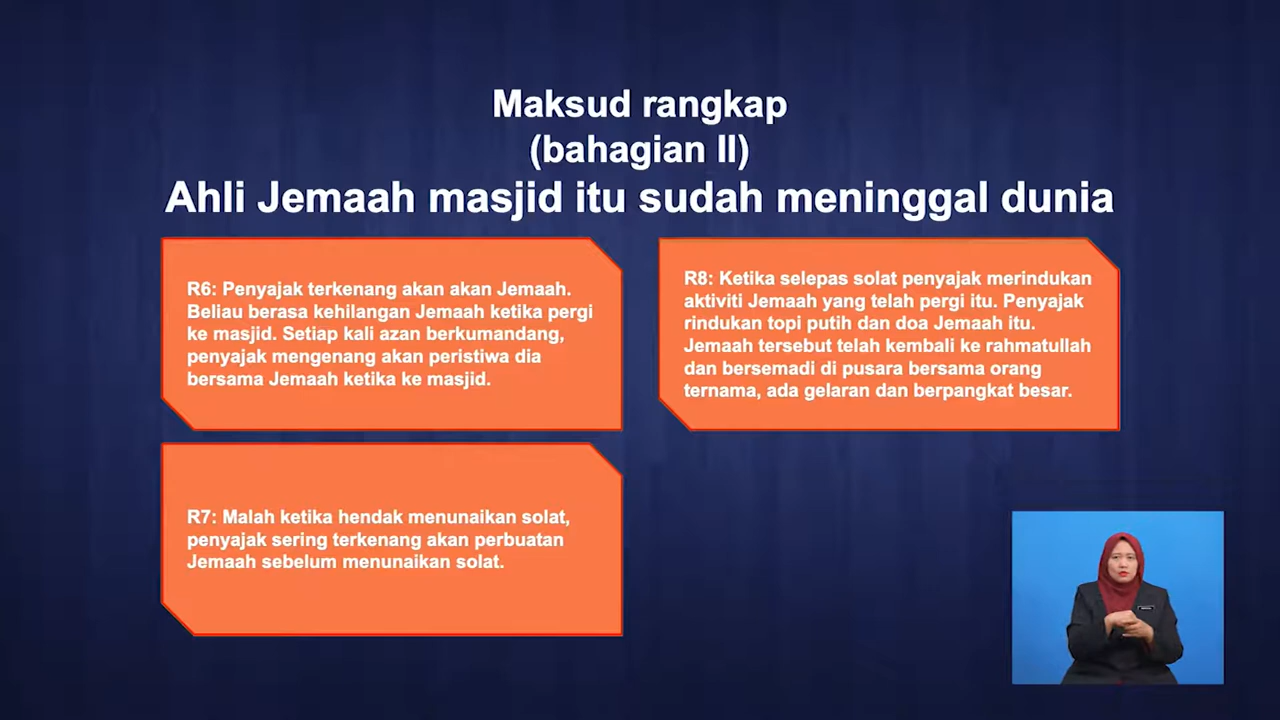 Maksud rangkap
(bahagian II)
Ahli Jemaah masjid itu sudah meninggal dunia
R6: Penyajak terkenang akan akan Jemaah.
Beliau berasa kehilangan Jemaah ketika pergi
ke masjid. Setiap kali azan berkumandang,
penyajak mengenang akan peristiwa dia
bersama Jemaah ketika ke masjid.
R7: Malah ketika hendak menunaikan solat,
penyajak sering terkenang akan perbuatan
Jemaah sebelum menunaikan solat.
R8: Ketika selepas solat penyajak merindukan
aktiviti Jemaah yang telah pergi itu. Penyajak
rindukan topi putih dan doa Jemaah itu.
Jemaah tersebut telah kembali ke rahmatullah
dan bersemadi di pusara bersama orang
ternama, ada gelaran dan berpangkat besar.